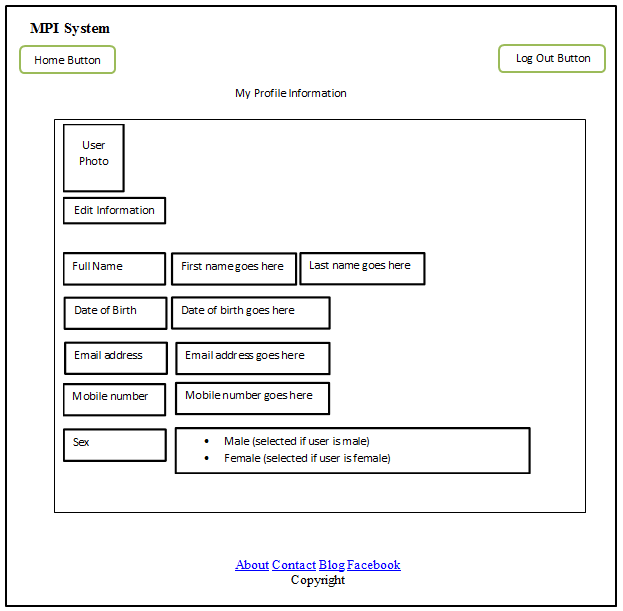 MPI System
Home Button
Log Out Button
My Profile Information
User
Photo
Edit Information
Full Name
First name goes here
Last name goes here
Date of Birth
Date of birth goes here
Email address
Email address goes here
Mobile number
Mobile number goes here
Sex
• Male (selected if user is male)
• Female (selected if user is female)
About Contact Blog Facebook
Copyright